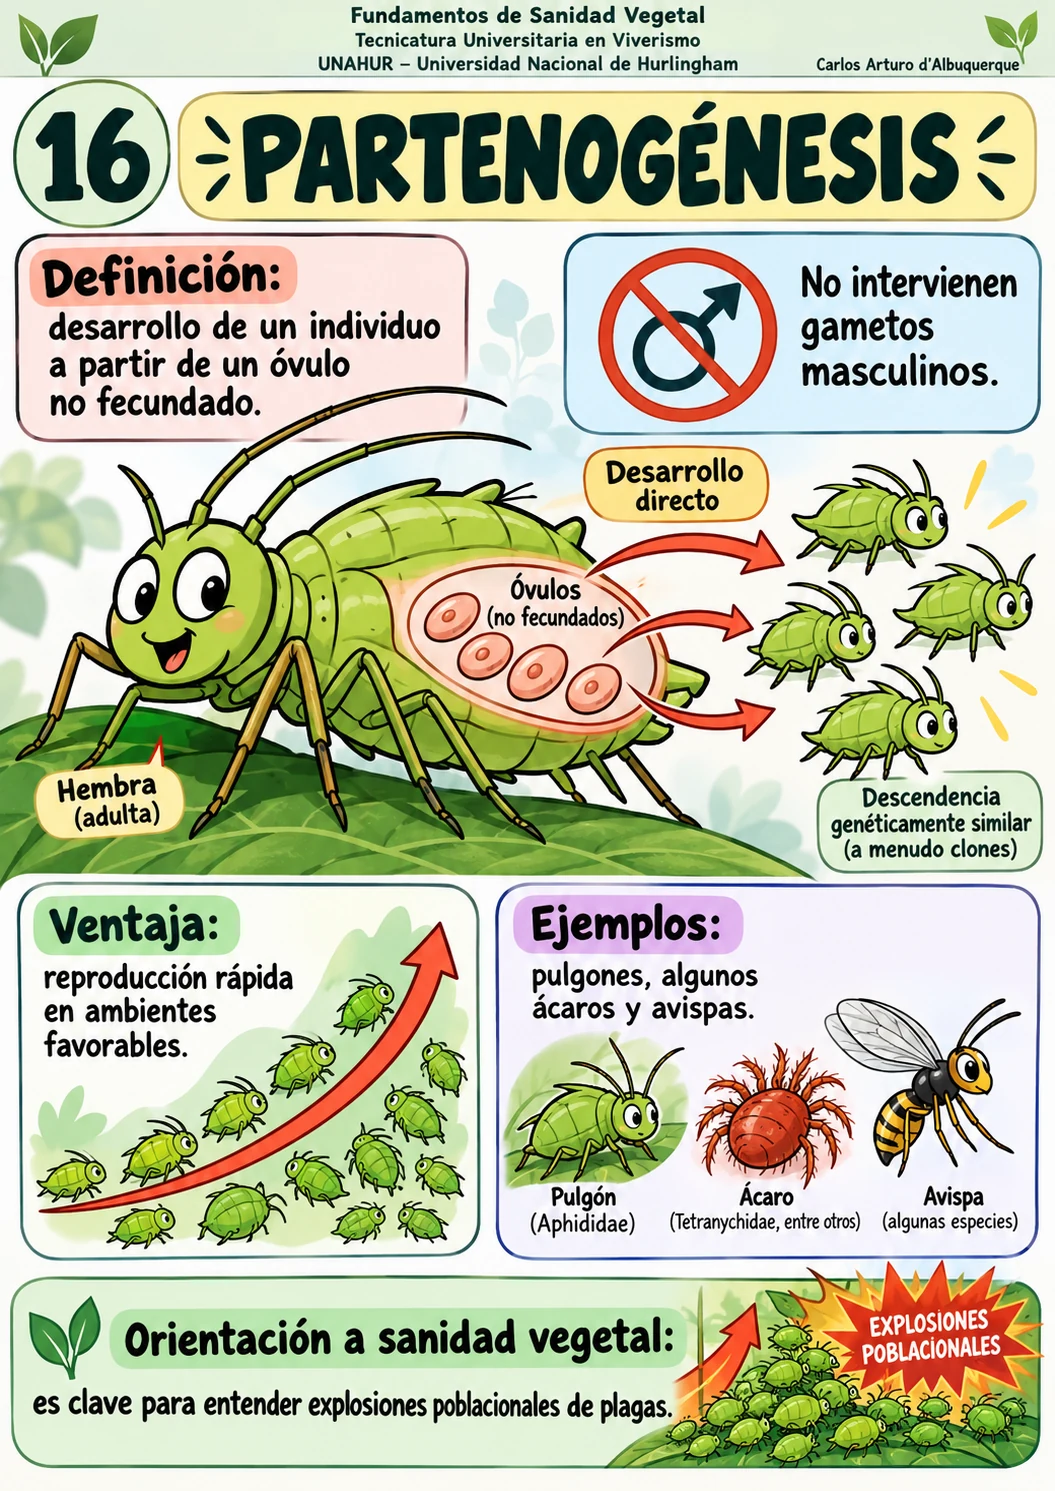 Fundamentos de Sanidad Vegetal
Tecnicatura Universitaria en Viverismo
UNAHUR – Universidad Nacional de Hurlingham
Carlos Arturo d'Albuquerque
16
PARTENOGÉNESIS
Definición:
desarrollo de un individuo
a partir de un óvulo
no fecundado.
No intervienen
gametos
masculinos.
Desarrollo
directo
Óvulos
(no fecundados)
Hembra
(adulta)
Descendencia
genéticamente similar
(a menudo clones)
Ventaja:
reproducción rápida
en ambientes
favorables.
Ejemplos:
pulgones, algunos
ácaros y avispas.
Pulgón
(Aphididae)
Ácaro
(Tetranychidae, entre otros)
Avispa
(algunas especies)
Orientación a sanidad vegetal:
es clave para entender explosiones poblacionales de plagas.
EXPLOSIONES
POBLACIONALES